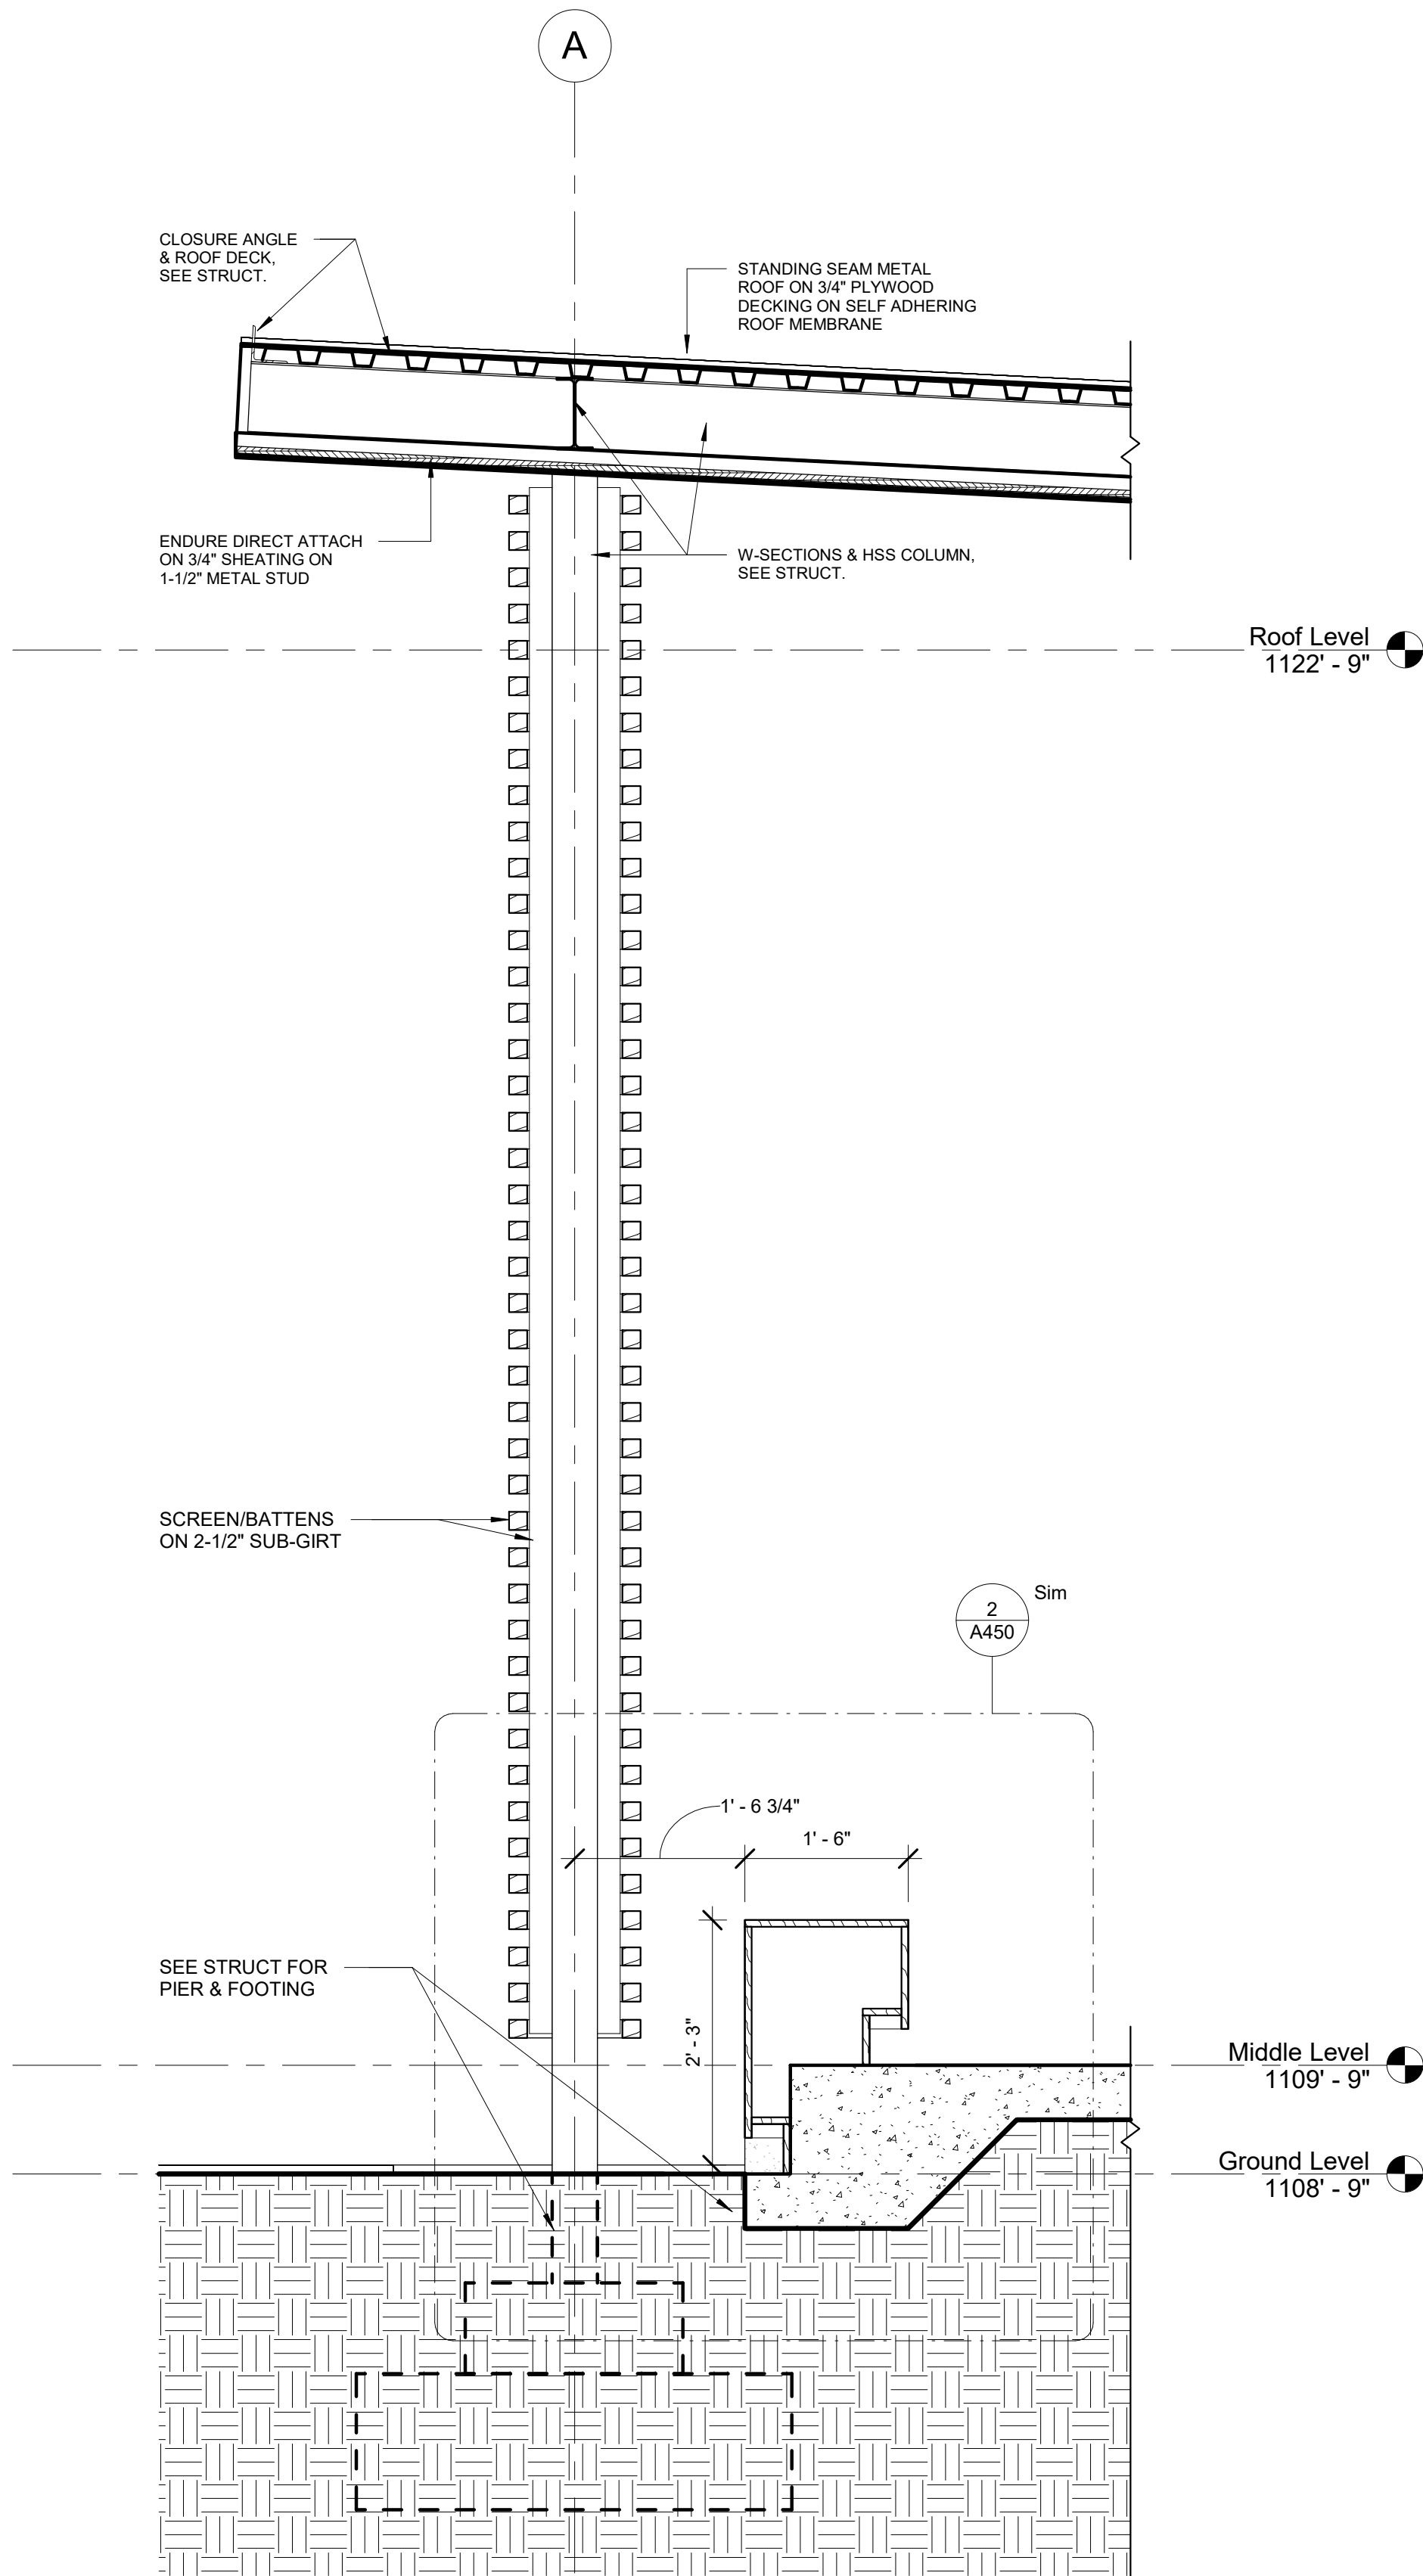 A
CLOSURE ANGLE
& ROOF DECK,
SEE STRUCT.
STANDING SEAM METAL
ROOF ON 3/4" PLYWOOD
DECKING ON SELF ADHERING
ROOF MEMBRANE
ENDURE DIRECT ATTACH
ON 3/4" SHEATING ON
1-1/2" METAL STUD
W-SECTIONS & HSS COLUMN,
SEE STRUCT.
Roof Level
1122' - 9"
SCREEN/BATTENS
ON 2-1/2" SUB-GIRT
2
A450
Sim
1' - 6 3/4"
1' - 6"
SEE STRUCT FOR
PIER & FOOTING
2' - 3"
Middle Level
1109' - 9"
Ground Level
1108' - 9"